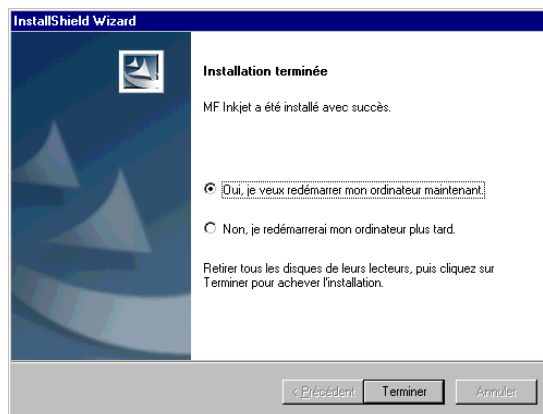 InstallShield Wizard
Installation terminée
MF Inkjet a été installé avec succès.
Oui, je veux redémarrer mon ordinateur maintenant.
Non, je redémarrerai mon ordinateur plus tard.
Retirer tous les disques de leurs lecteurs, puis cliquez sur
Terminer pour achever l'installation.
< Précédent Terminer Annuler